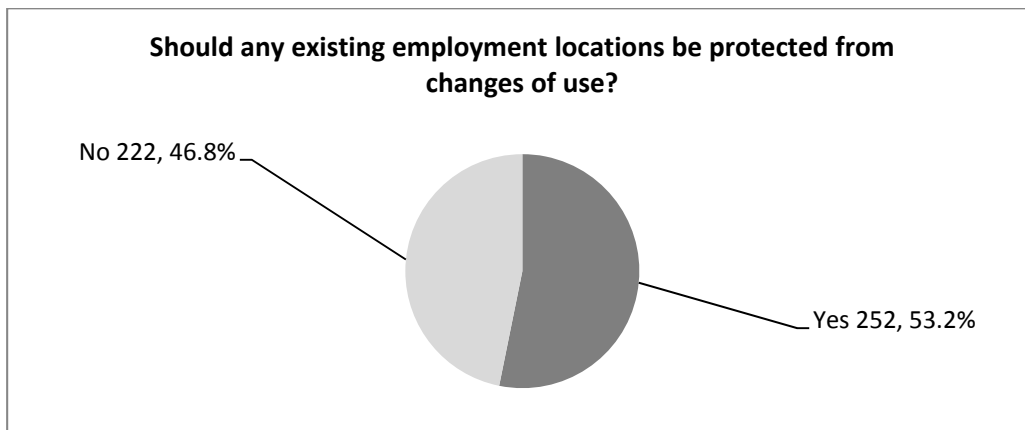 Should any existing employment locations be protected from
changes of use?
No 222, 46.8%
Yes 252, 53.2%